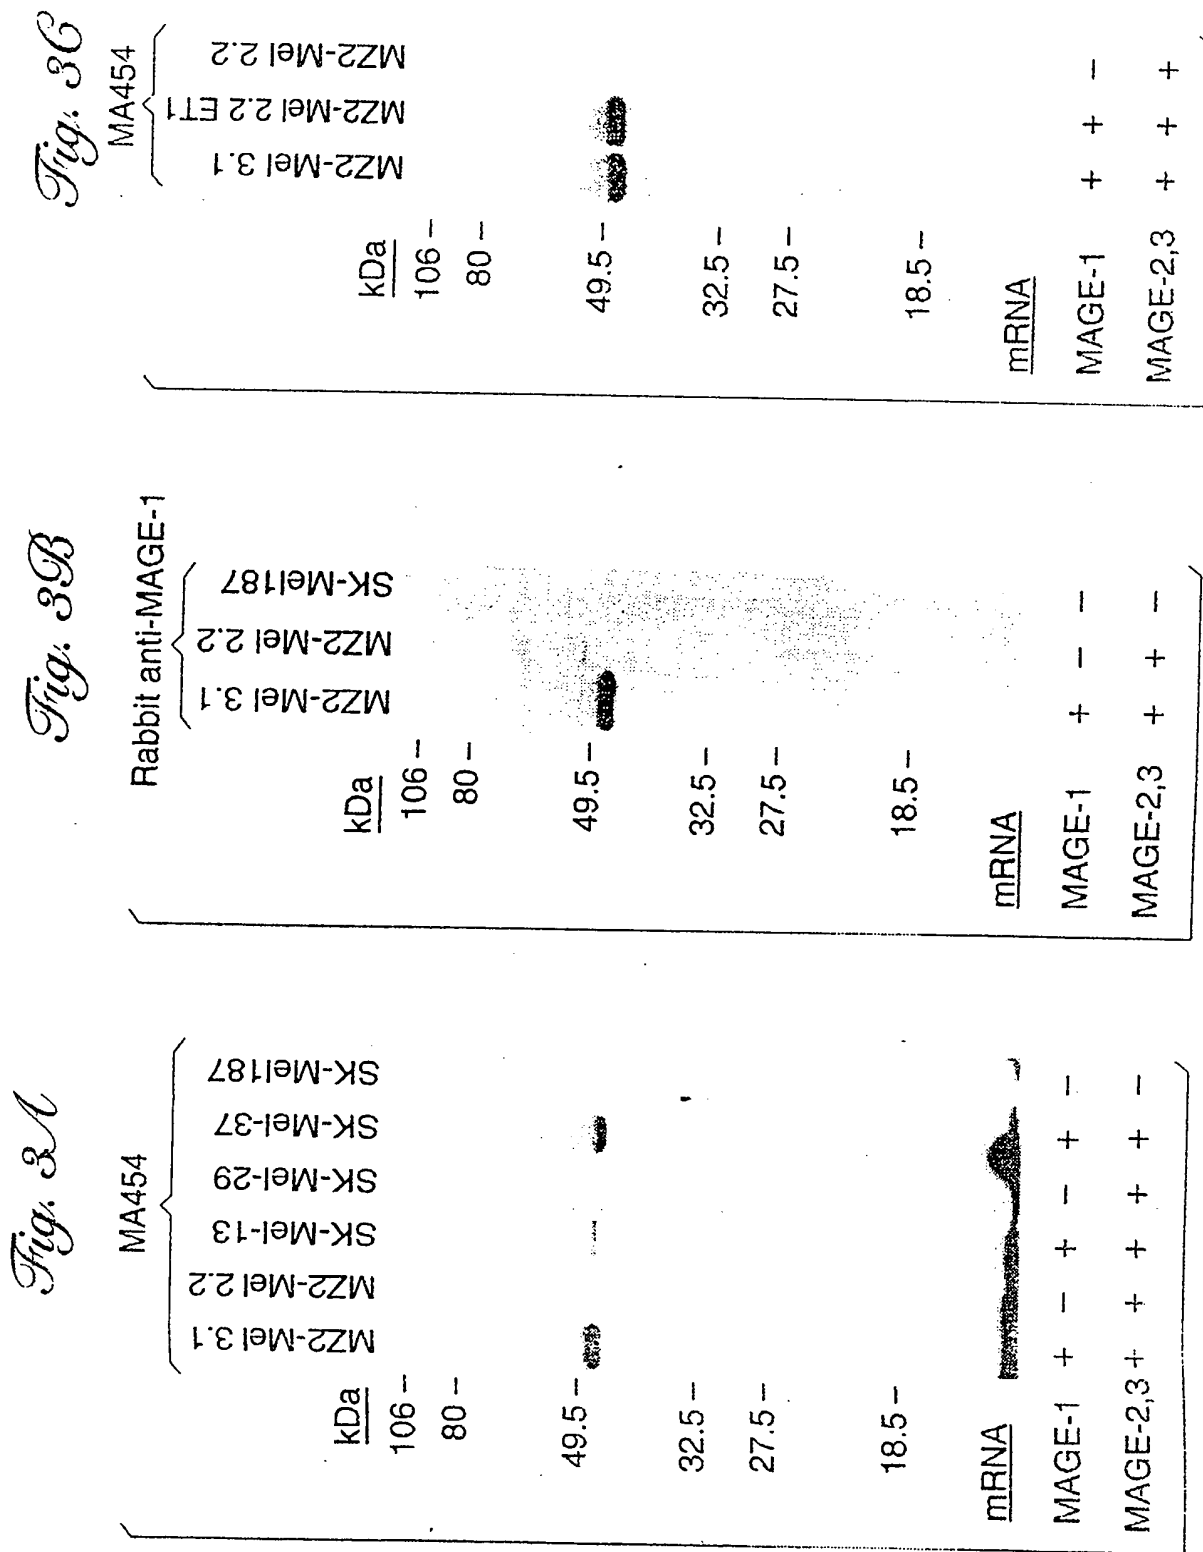 Fig. 3A
MA454
MZ2-Mel 3.1
MZ2-Mel 2.2
SK-Mel-13
SK-Mel-29
SK-Mel-37
SK-Mel187
kDa
106 –
80 –
49.5 –
32.5 –
27.5 –
18.5 –
mRNA
MAGE-1 + – + – + –
MAGE-2,3 + + + + + –
Fig. 3B
Rabbit anti-MAGE-1
MZ2-Mel 3.1
MZ2-Mel 2.2
SK-Mel187
kDa
106 –
80 –
49.5 –
32.5 –
27.5 –
18.5 –
mRNA
MAGE-1 + – –
MAGE-2,3 + + –
Fig. 3C
MA454
MZ2-Mel 3.1
MZ2-Mel 2.2 ET1
MZ2-Mel 2.2
kDa
106 –
80 –
49.5 –
32.5 –
27.5 –
18.5 –
mRNA
MAGE-1 + + –
MAGE-2,3 + + +